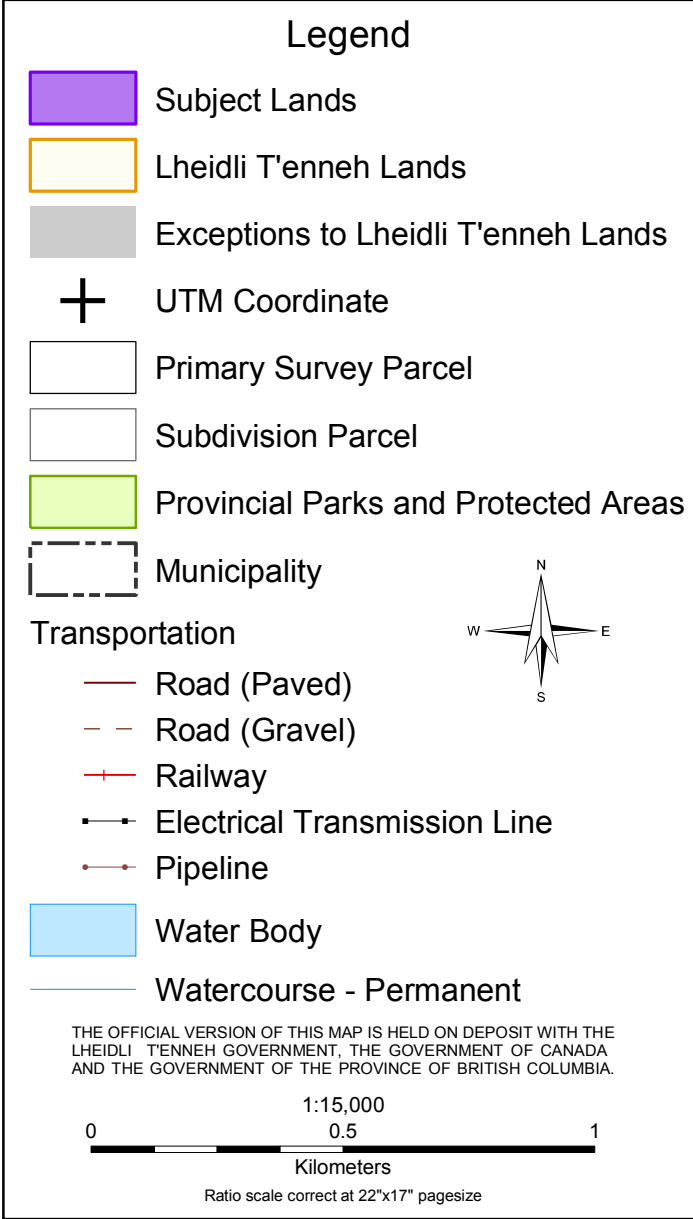 Legend
Subject Lands
Lheidli T'enneh Lands
Exceptions to Lheidli T'enneh Lands
UTM Coordinate
Primary Survey Parcel
Subdivision Parcel
Provincial Parks and Protected Areas
Municipality
N
W E
S
Transportation
Road (Paved)
Road (Gravel)
Railway
Electrical Transmission Line
Pipeline
Water Body
Watercourse - Permanent
THE OFFICIAL VERSION OF THIS MAP IS HELD ON DEPOSIT WITH THE
LHEIDLI T'ENNEH GOVERNMENT, THE GOVERNMENT OF CANADA
AND THE GOVERNMENT OF THE PROVINCE OF BRITISH COLUMBIA.
1:15,000
0 0.5 1
Kilometers
Ratio scale correct at 22"x17" pagesize